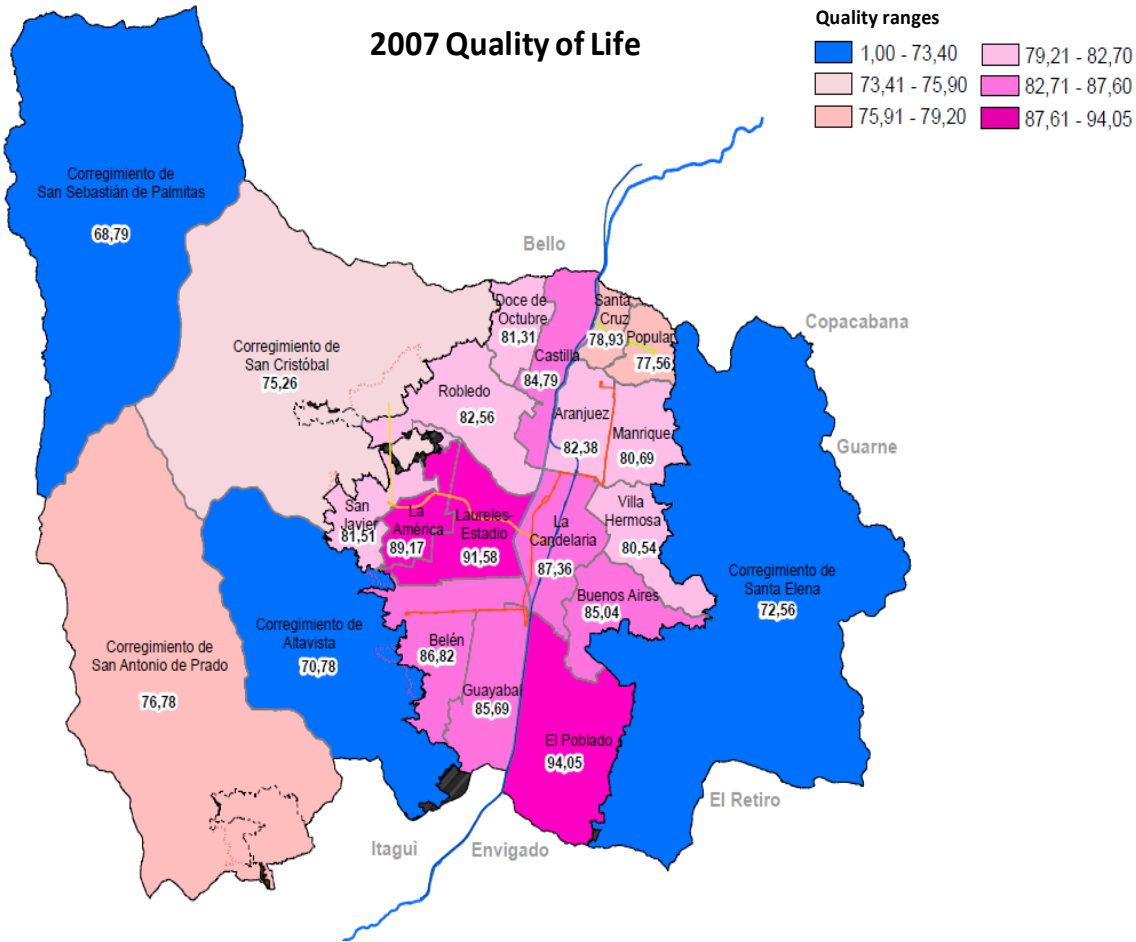 2007 Quality of Life
Quality ranges
1,00 - 73,40
73,41 - 75,90
75,91 - 79,20
79,21 - 82,70
82,71 - 87,60
87,61 - 94,05
Corregimiento de
San Sebastián de Palmitas
68,79
Bello
Copacabana
Guarne
El Retiro
Envigado
Itagui
Corregimiento de
San Cristóbal
75,26
Doce de
Octubre
81,31
Castilla
84,79
Santa
Cruz
78,93
Popular
77,56
Robledo
82,56
Aranjuez
82,38
Manrique
80,69
San
Javier
81,51
La
América
89,17
Laureles-
Estadio
91,58
La
Candelaria
87,36
Villa
Hermosa
80,54
Buenos Aires
85,04
Corregimiento de
Santa Elena
72,56
Corregimiento de
Altavista
70,78
Belén
86,82
Guayabal
85,69
El Poblado
94,05
Corregimiento de
San Antonio de Prado
76,78